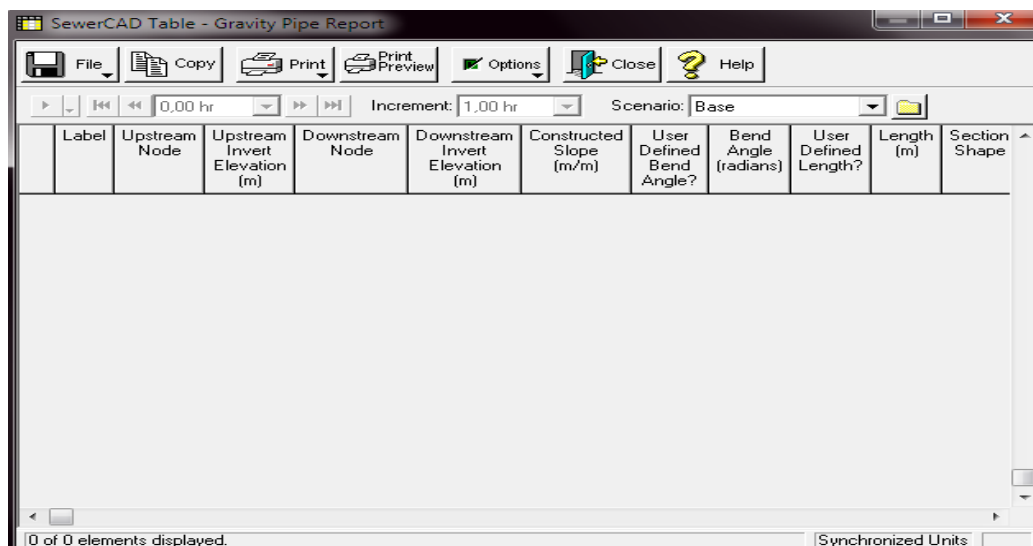 SewerCAD Table - Gravity Pipe Report
File Copy Print Print Preview Options Close Help
0,00 hr Increment: 1,00 hr Scenario: Base
Label Upstream Node Upstream Invert Elevation (m) Downstream Node Downstream Invert Elevation (m) Constructed Slope (m/m) User Defined Bend Angle? Bend Angle (radians) User Defined Length? Length (m) Section Shape
0 of 0 elements displayed. Synchronized Units